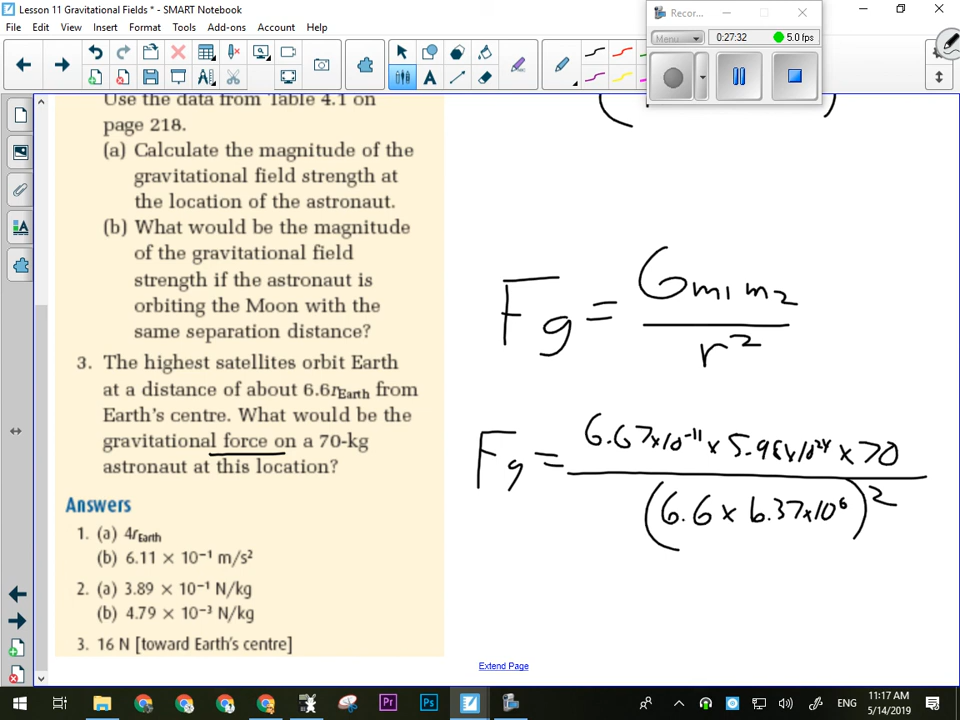 Lesson 11 Gravitational Fields * - SMART Notebook
File Edit View Insert Format Tools Add-ons Account Help
Recor...
Menu
0:27:32
5.0 fps
Use the data from Table 4.1 on
page 218.
(a) Calculate the magnitude of the
gravitational field strength at
the location of the astronaut.
(b) What would be the magnitude
of the gravitational field
strength if the astronaut is
orbiting the Moon with the
same separation distance?
3. The highest satellites orbit Earth
at a distance of about 6.6rEarth from
Earth's centre. What would be the
gravitational force on a 70-kg
astronaut at this location?
Answers
1. (a) 4rEarth
(b) 6.11 × 10⁻¹ m/s²
2. (a) 3.89 × 10⁻¹ N/kg
(b) 4.79 × 10⁻³ N/kg
3. 16 N [toward Earth's centre]
Fg = Gm1m2
r²
Fg = 6.67x10⁻¹¹ x 5.98x10²⁴ x 70
(6.6 x 6.37x10⁶)²
Extend Page
Pr Ps ENG
11:17 AM
5/14/2019